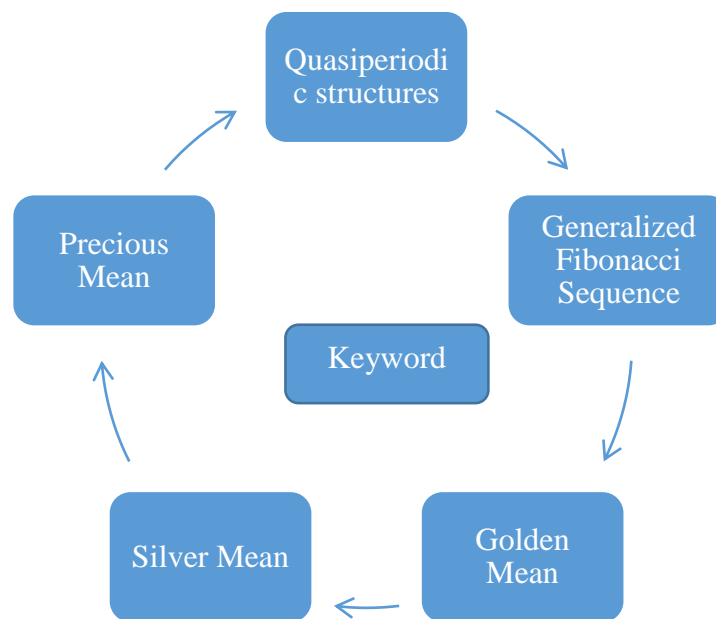 Quasiperiodi
c structures
Generalized
Fibonacci
Sequence
Golden
Mean
Silver Mean
Precious
Mean
Keyword